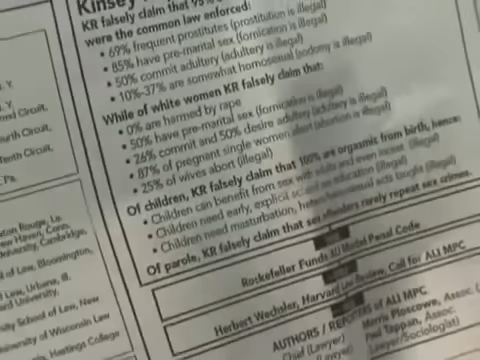 Kinsey
KR falsely claim that 95%
were the common law enforced:
• 69% frequent prostitutes (prostitution is illegal)
• 85% have pre-marital sex (fornication is illegal)
• 50% commit adultery (adultery is illegal)
• 10%-37% are somewhat homosexual (sodomy is illegal)
While of white women KR falsely claim that:
• 0% are harmed by rape
• 50% have pre-marital sex (fornication is illegal)
• 26% commit and 50% desire adultery (adultery is illegal)
• 87% of pregnant single women abort (abortion is illegal)
• 25% of wives abort (illegal)
Of children, KR falsely claim that 100% are orgasmic from birth, hence:
• Children can benefit from sex with adults and even incest (illegal)
• Children need early, explicit education (illegal)
• Children need masturbation, acts taught (illegal)
Of parole, KR falsely claim that sex offenders rarely repeat sex crimes.
Rockefeller Funds ALI Model Penal Code
Herbert Wechsler, Harvard Law Review, Call for ALI MPC
AUTHORS / REPORTERS of ALI MPC
Chief (Lawyer)
Morris Ploscowe, Assoc.
Paul Tappan, Assoc.
Lawyer/Sociologist)
Y.
Y.
Circuit,
Circuit,
Tenth Circuit,
Baton Rouge, La.
New Haven, Conn.
University, Cambridge,
of Law, Bloomington,
Law, Urbana, Ill.
University,
School of Law, New
University of Wisconsin Law
Hastings College